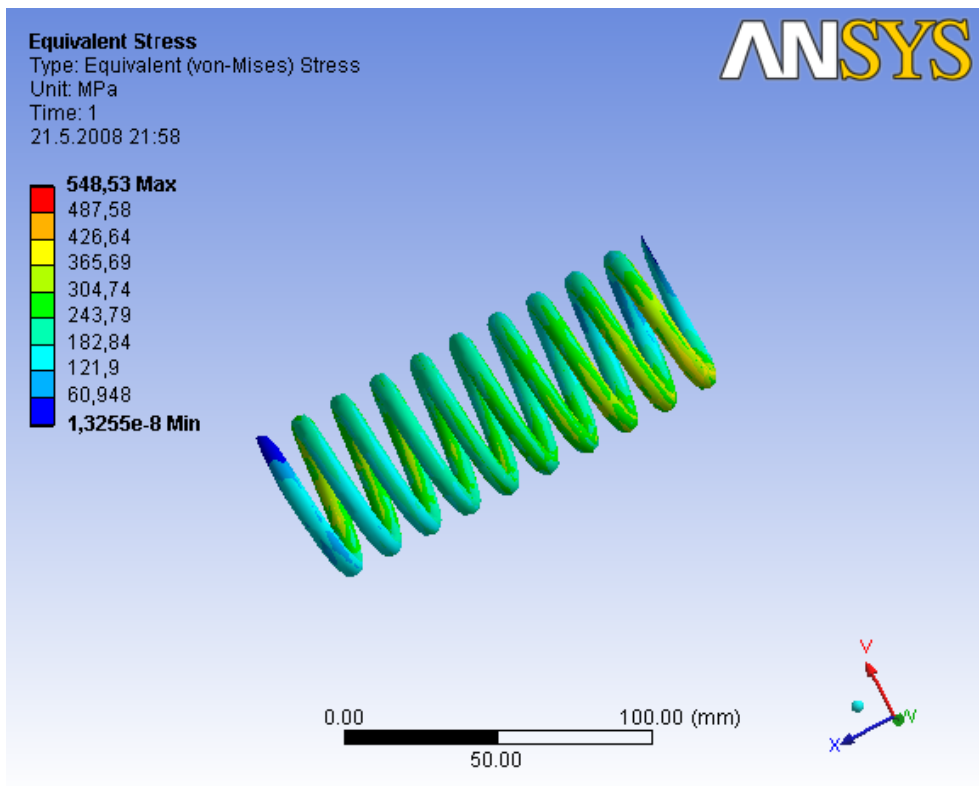 Equivalent Stress
Type: Equivalent (von-Mises) Stress
Unit: MPa
Time: 1
21.5.2008 21:58
ANSYS
548,53 Max
487,58
426,64
365,69
304,74
243,79
182,84
121,9
60,948
1,3255e-8 Min
0.00
100.00 (mm)
50.00
X